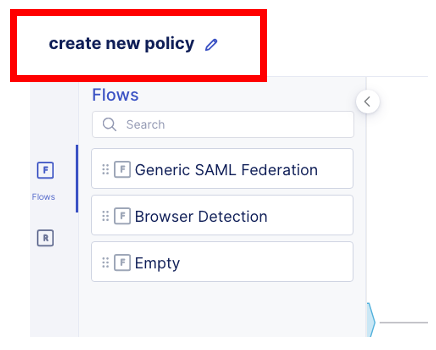 create new policy
Flows
Search
F
Flows
F Generic SAML Federation
F Browser Detection
R
F Empty